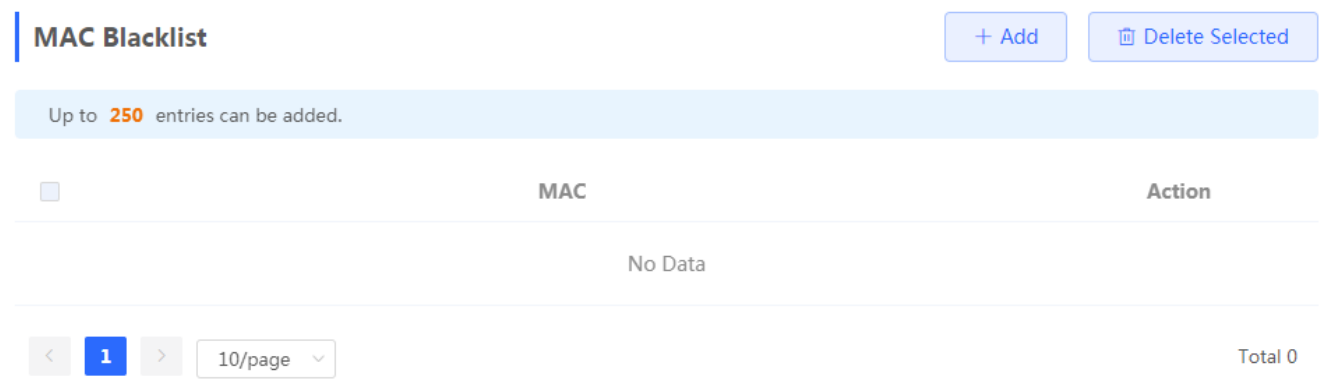 MAC Blacklist
+ Add
Delete Selected
Up to 250 entries can be added.
MAC Action
No Data
< 1 > 10/page Total 0